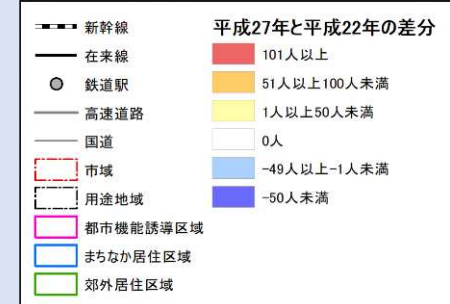 新幹線
在来線
鉄道駅
高速道路
国道
市域
用途地域
都市機能誘導区域
まちなか居住区域
郊外居住区域
平成27年と平成22年の差分
101人以上
51人以上100人未満
1人以上50人未満
0人
-49人以上-1人未満
-50人未満